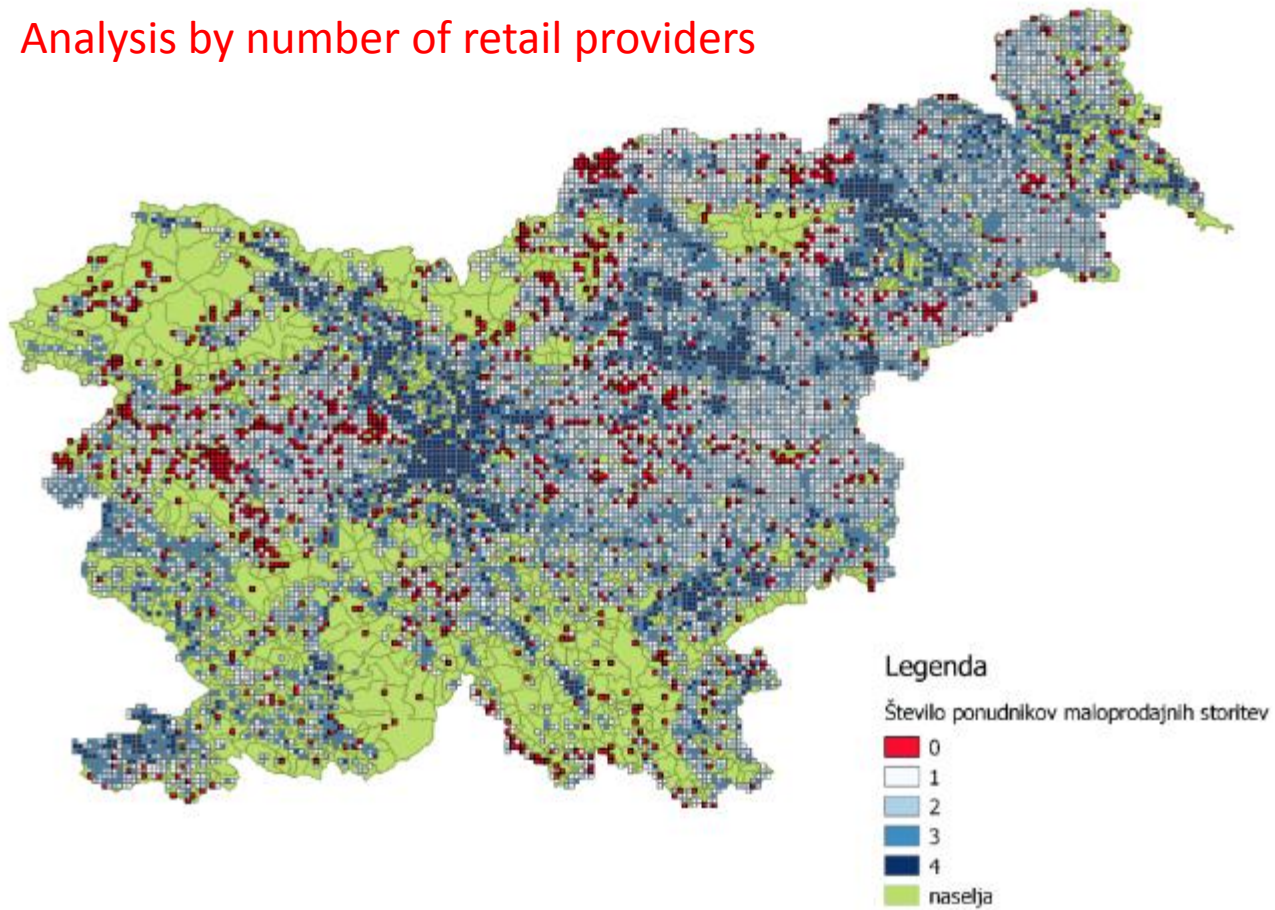 Analysis by number of retail providers
Legenda
Število ponudnikov maloprodajnih storitev
0
1
2
3
4
naselja